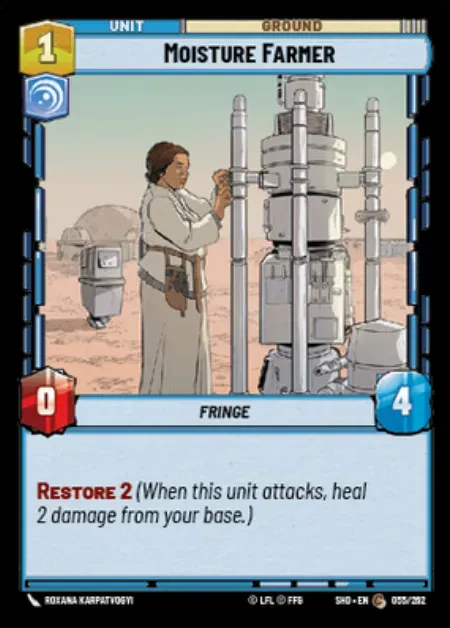 UNIT
GROUND
1
MOISTURE FARMER
0
4
FRINGE
RESTORE 2 (When this unit attacks, heal
2 damage from your base.)
ROXANA KARPATVOGYI
© LFL © FFG
SHD • EN
C
055/262